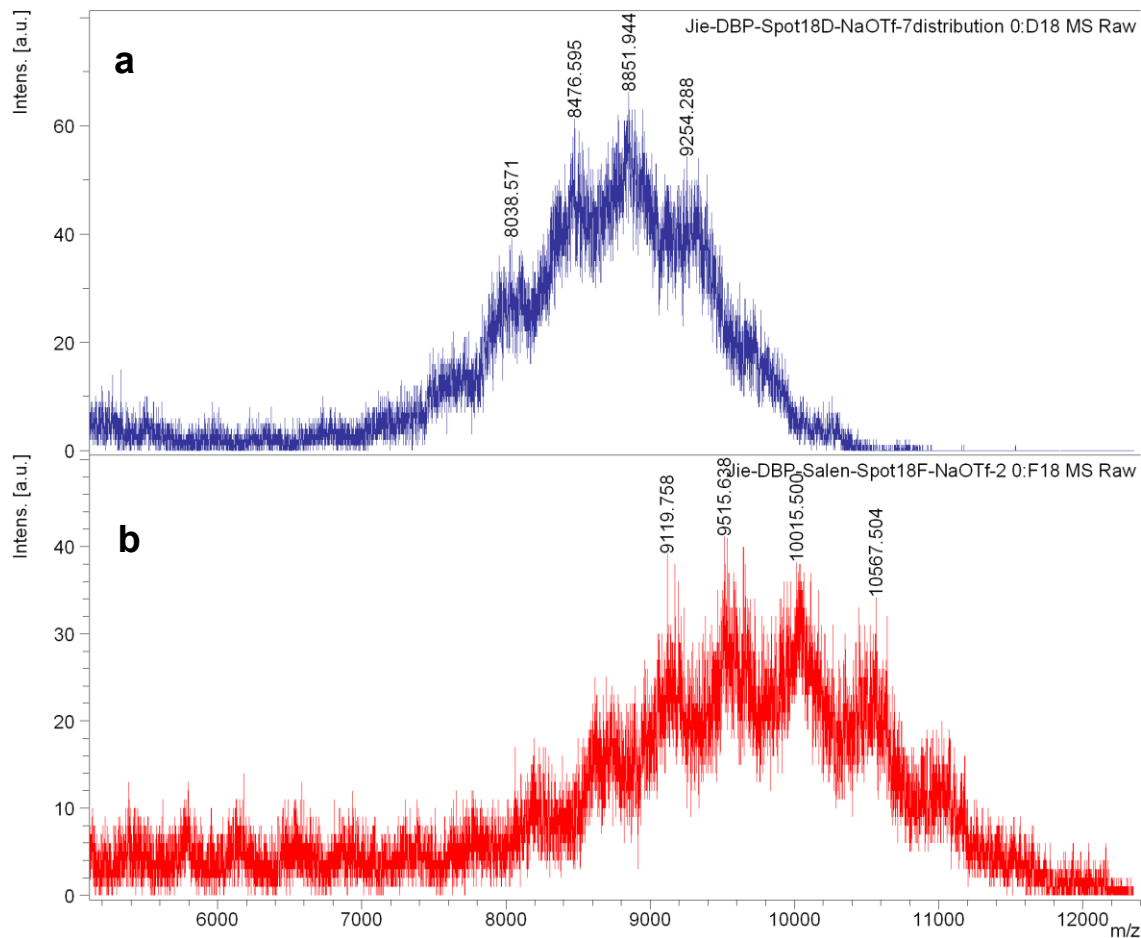 Jie-DBP-Spot18D-NaOTf-7distribution 0:D18 MS Raw
a
Intens. [a.u.]
8038.571
8476.595
8851.944
9254.288
60
40
20
0
Jie-DBP-Salen-Spot18F-NaOTf-2 0:F18 MS Raw
b
Intens. [a.u.]
9119.758
9515.638
10015.500
10567.504
40
30
20
10
0
6000 7000 8000 9000 10000 11000 12000
m/z